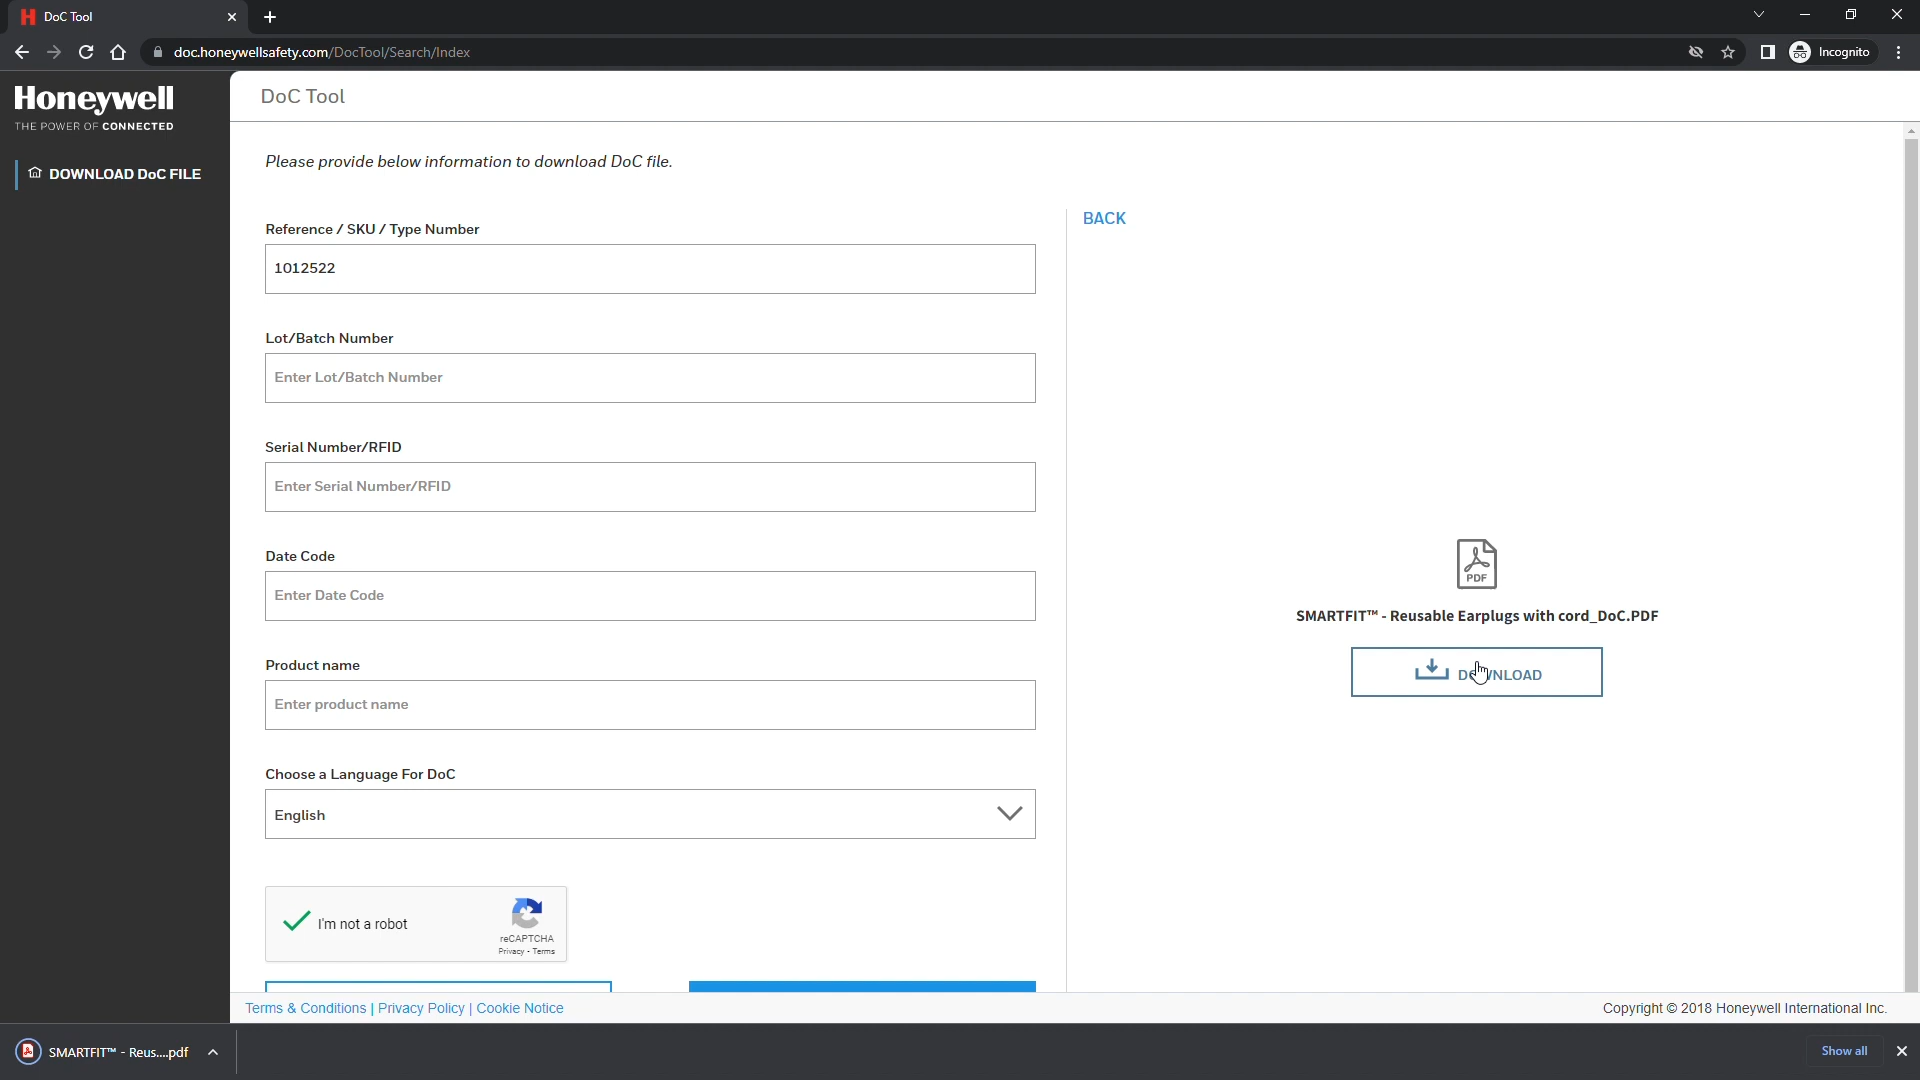 DoC Tool
doc.honeywellsafety.com/DocTool/Search/Index
Incognito
Honeywell
THE POWER OF CONNECTED
DOWNLOAD DoC FILE
DoC Tool
Please provide below information to download DoC file.
Reference / SKU / Type Number
1012522
Lot/Batch Number
Enter Lot/Batch Number
Serial Number/RFID
Enter Serial Number/RFID
Date Code
Enter Date Code
Product name
Enter product name
Choose a Language For DoC
English
I'm not a robot
reCAPTCHA
Privacy - Terms
BACK
PDF
SMARTFIT™ - Reusable Earplugs with cord_DoC.PDF
DOWNLOAD
Terms & Conditions | Privacy Policy | Cookie Notice
Copyright © 2018 Honeywell International Inc.
SMARTFIT™ - Reus....pdf
Show all